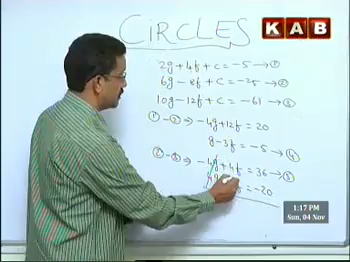 CIRCLES
KAB
2g + 4f + c = -5 → ①
6g - 8f + c = -25 → ②
10g - 12f + c = -61 → ③
① - ② ⇒ -4g + 12f = 20
g - 3f = -5 → ④
② - ③ ⇒ -4g + 4f = 36 → ⑤
= -20
1:17 PM
Sun, 04 Nov